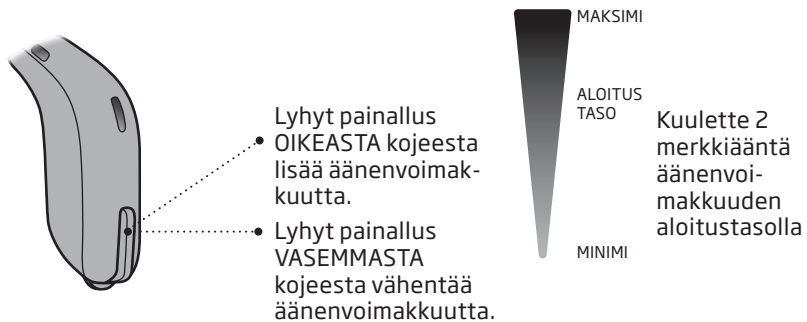 Lyhyt painallus
OIKEASTA kojeesta
lisää äänenvoimak-
kuutta.
Lyhyt painallus
VASEMMASTA
kojeesta vähentää
äänenvoimakkuutta.
MAKSIMI
ALOITUS
TASO
MINIMI
Kuulette 2
merkkiääntä
äänenvoi-
makkuuden
aloitustasolla